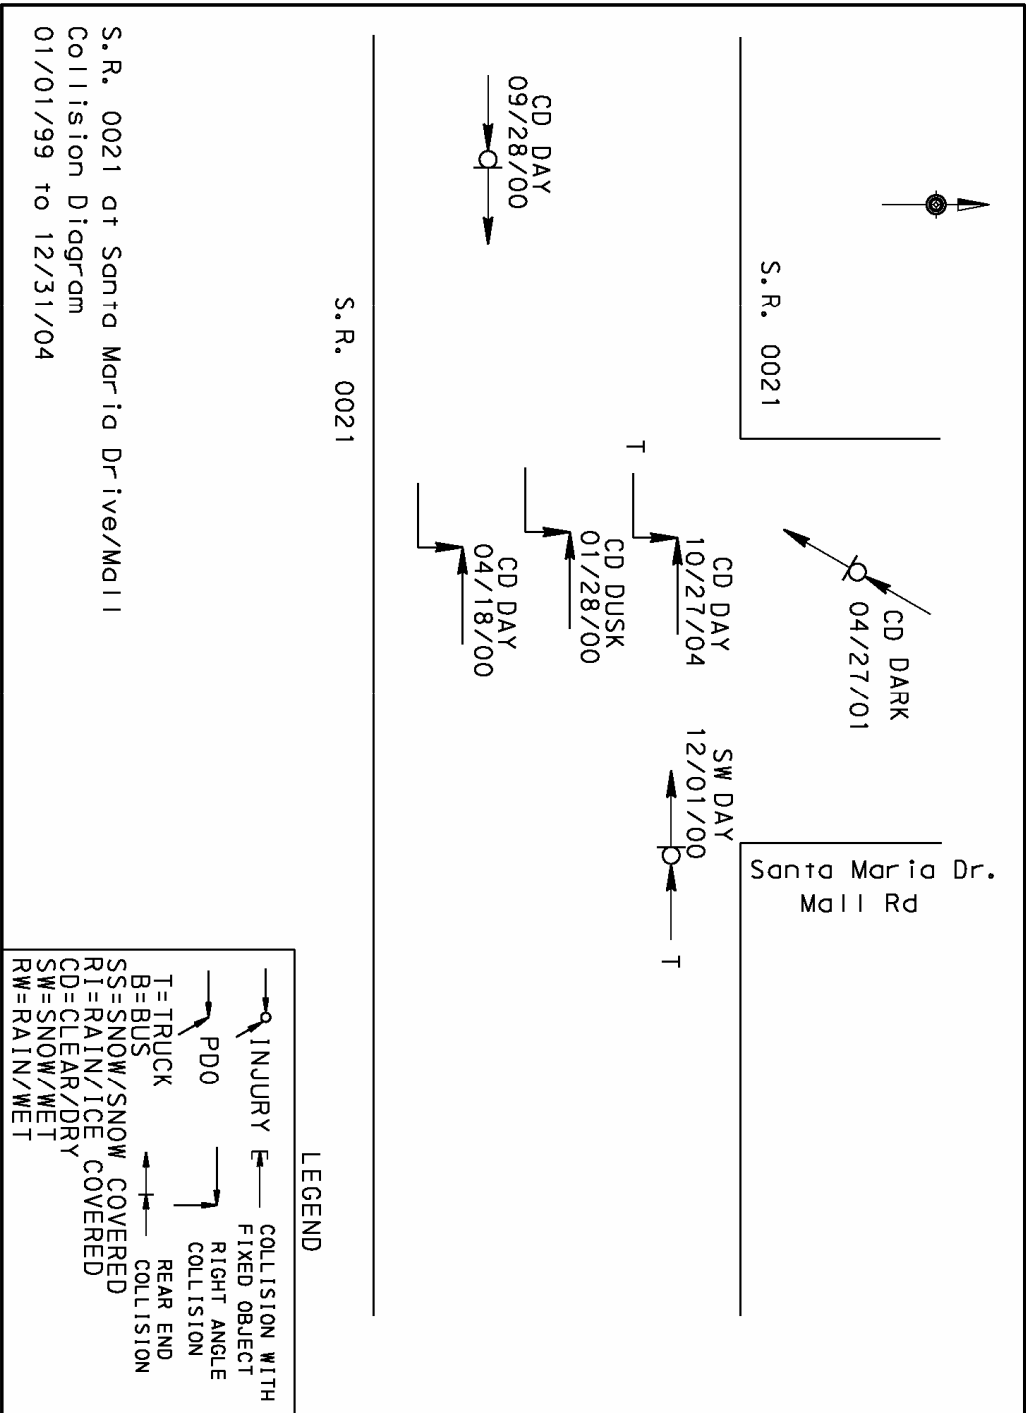 S.R. 0021
Santa Maria Dr.
Mall Rd
CD DARK
04/27/01
CD DAY
10/27/04
T
SW DAY
12/01/00
T
CD DUSK
01/28/00
CD DAY
04/18/00
CD DAY
09/28/00
S.R. 0021
S.R. 0021 at Santa Maria Drive/Mall
Collision Diagram
01/01/99 to 12/31/04
LEGEND
INJURY
COLLISION WITH
FIXED OBJECT
PDO
RIGHT ANGLE
COLLISION
T=TRUCK
B=BUS
REAR END
COLLISION
SS=SNOW/SNOW COVERED
RI=RAIN/ICE COVERED
CD=CLEAR/DRY
SW=SNOW/WET
RW=RAIN/WET